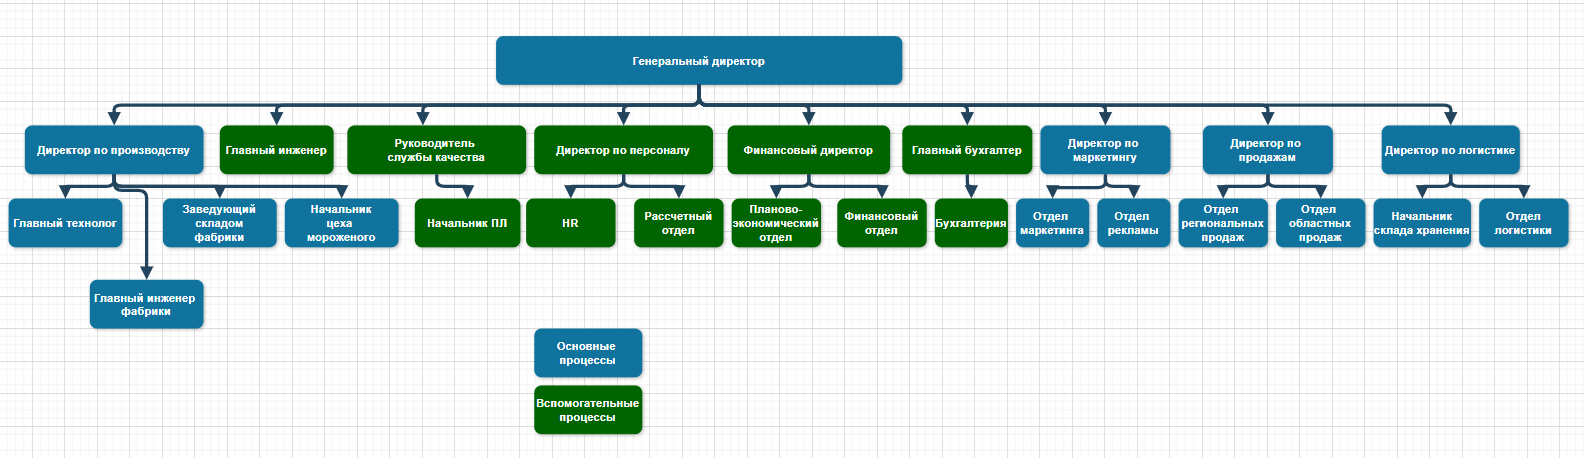 Генеральный директор
Директор по производству
Главный инженер
Руководитель
службы качества
Директор по персоналу
Финансовый директор
Главный бухгалтер
Директор по
маркетингу
Директор по
продажам
Директор по логистике
Главный технолог
Заведующий
складом
фабрики
Начальник
цеха
мороженого
Начальник ПЛ
HR
Рассчетный
отдел
Планово-
экономический
отдел
Финансовый
отдел
Бухгалтерия
Отдел
маркетинга
Отдел
рекламы
Отдел
региональных
продаж
Отдел
областных
продаж
Начальник
склада хранения
Отдел
логистики
Главный инженер
фабрики
Основные
процессы
Вспомогательные
процессы